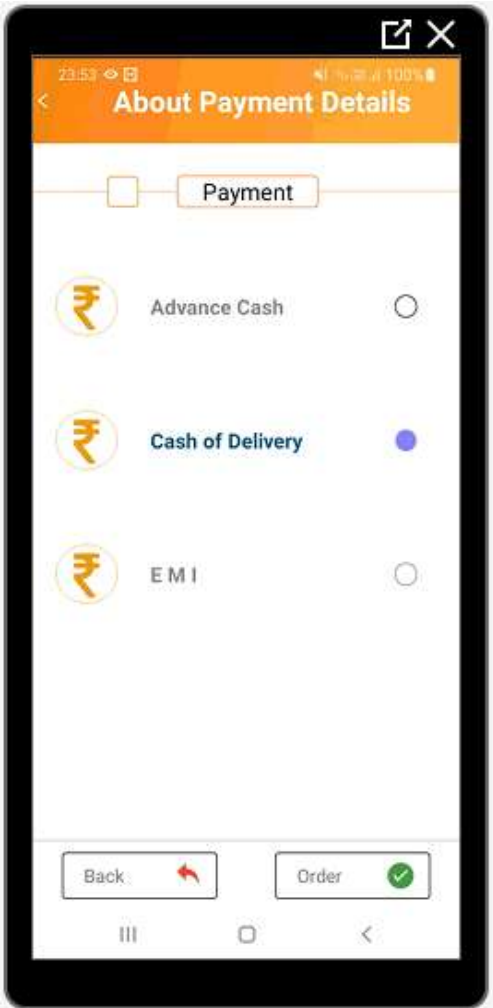 23:53
100%
About Payment Details
Payment
₹ Advance Cash
₹ Cash of Delivery
₹ E M I
Back
Order